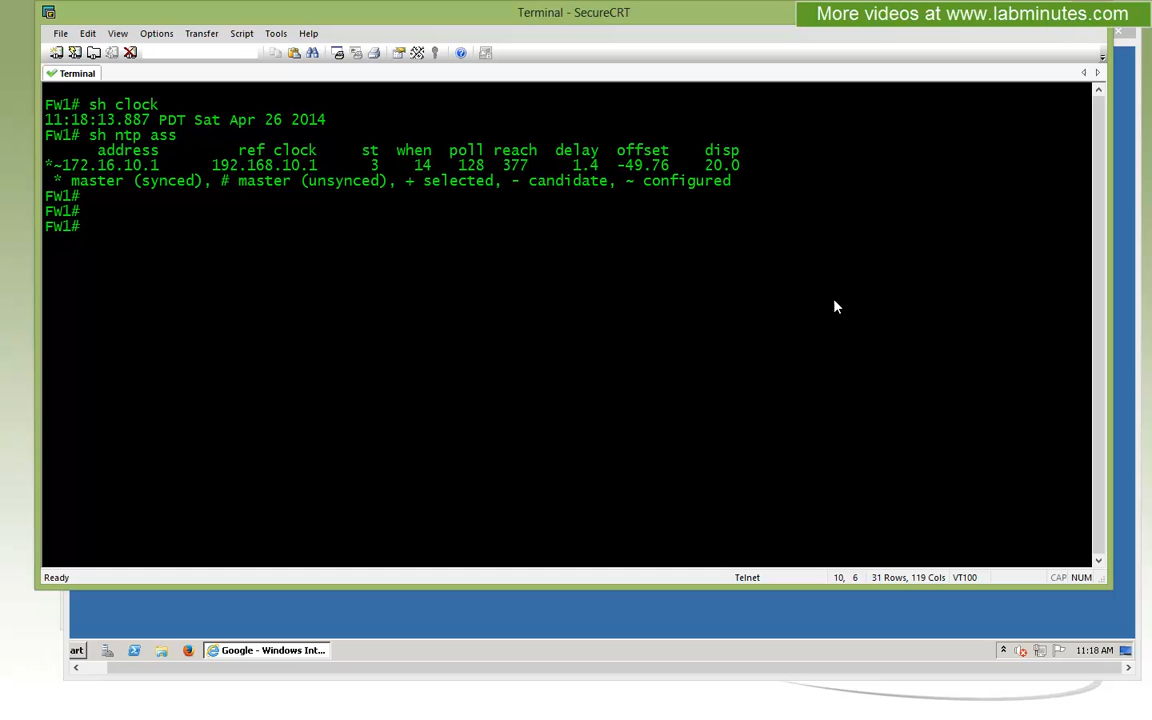 Terminal - SecureCRT
More videos at www.labminutes.com
File Edit View Options Transfer Script Tools Help
Terminal
FW1# sh clock
11:18:13.887 PDT Sat Apr 26 2014
FW1# sh ntp ass
address ref clock st when poll reach delay offset disp
*~172.16.10.1 192.168.10.1 3 14 128 377 1.4 -49.76 20.0
* master (synced), # master (unsynced), + selected, - candidate, ~ configured
FW1#
FW1#
FW1#
Ready Telnet 10, 6 31 Rows, 119 Cols VT100 CAP NUM
art Google - Windows Int... 11:18 AM